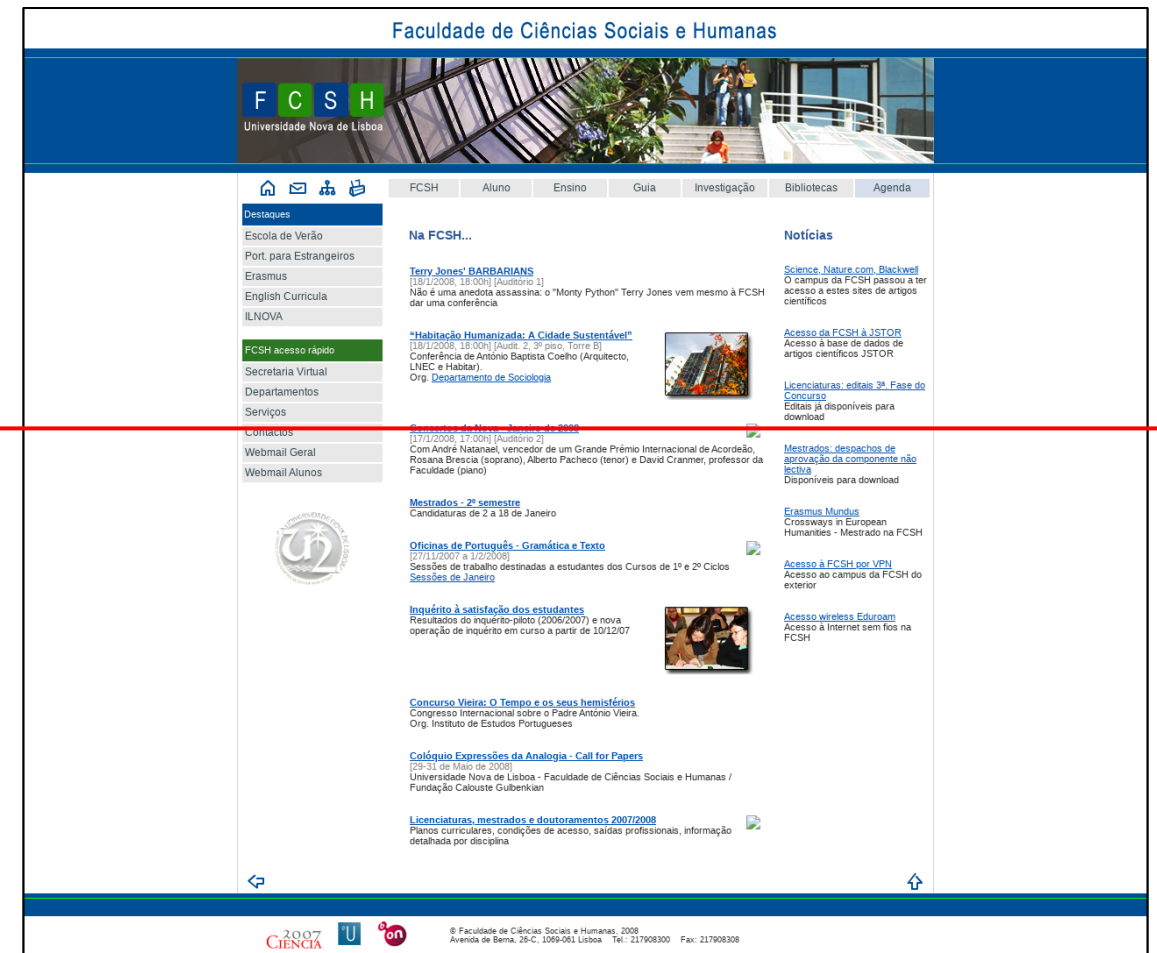 Faculdade de Ciências Sociais e Humanas
F C S H
Universidade Nova de Lisboa
FCSH Aluno Ensino Guia Investigação Bibliotecas Agenda
Destaques
Escola de Verão
Port. para Estrangeiros
Erasmus
English Curricula
ILNOVA
FCSH acesso rápido
Secretaria Virtual
Departamentos
Serviços
Contactos
Webmail Geral
Webmail Alunos
Na FCSH...
Terry Jones' BARBARIANS
[18/1/2008, 18:00h] [Auditório 1]
Não é uma anedota assassina: o "Monty Python" Terry Jones vem mesmo à FCSH
dar uma conferência
“Habitação Humanizada: A Cidade Sustentável”
[18/1/2008, 18:00h] [Audit. 2, 3º piso, Torre B]
Conferência de António Baptista Coelho (Arquitecto,
LNEC e Habitar).
Org. Departamento de Sociologia
Concertos da Nova - Janeiro de 2008
[17/1/2008, 17:00h] [Auditório 2]
Com André Natanael, vencedor de um Grande Prémio Internacional de Acordeão,
Rosana Brescia (soprano), Alberto Pacheco (tenor) e David Cranmer, professor da
Faculdade (piano)
Mestrados - 2º semestre
Candidaturas de 2 a 18 de Janeiro
Oficinas de Português - Gramática e Texto
[27/11/2007 a 1/2/2008]
Sessões de trabalho destinadas a estudantes dos Cursos de 1º e 2º Ciclos
Sessões de Janeiro
Inquérito à satisfação dos estudantes
Resultados do inquérito-piloto (2006/2007) e nova
operação de inquérito em curso a partir de 10/12/07
Concurso Vieira: O Tempo e os seus hemisférios
Congresso Internacional sobre o Padre António Vieira.
Org. Instituto de Estudos Portugueses
Colóquio Expressões da Analogia - Call for Papers
[29-31 de Maio de 2008]
Universidade Nova de Lisboa - Faculdade de Ciências Sociais e Humanas /
Fundação Calouste Gulbenkian
Licenciaturas, mestrados e doutoramentos 2007/2008
Planos curriculares, condições de acesso, saídas profissionais, informação
detalhada por disciplina
Notícias
Science, Nature.com, Blackwell
O campus da FCSH passou a ter
acesso a estes sites de artigos
científicos
Acesso da FCSH à JSTOR
Acesso à base de dados de
artigos científicos JSTOR
Licenciaturas: editais 3ª. Fase do
Concurso
Editais já disponíveis para
download
Mestrados: despachos de
aprovação da componente não
lectiva
Disponíveis para download
Erasmus Mundus
Crossways in European
Humanities - Mestrado na FCSH
Acesso à FCSH por VPN
Acesso ao campus da FCSH do
exterior
Acesso wireless Eduroam
Acesso à Internet sem fios na
FCSH
2007
CIÊNCIA
U
b on
© Faculdade de Ciências Sociais e Humanas, 2008
Avenida de Berna, 26-C, 1069-061 Lisboa Tel.: 217908300 Fax: 217908308